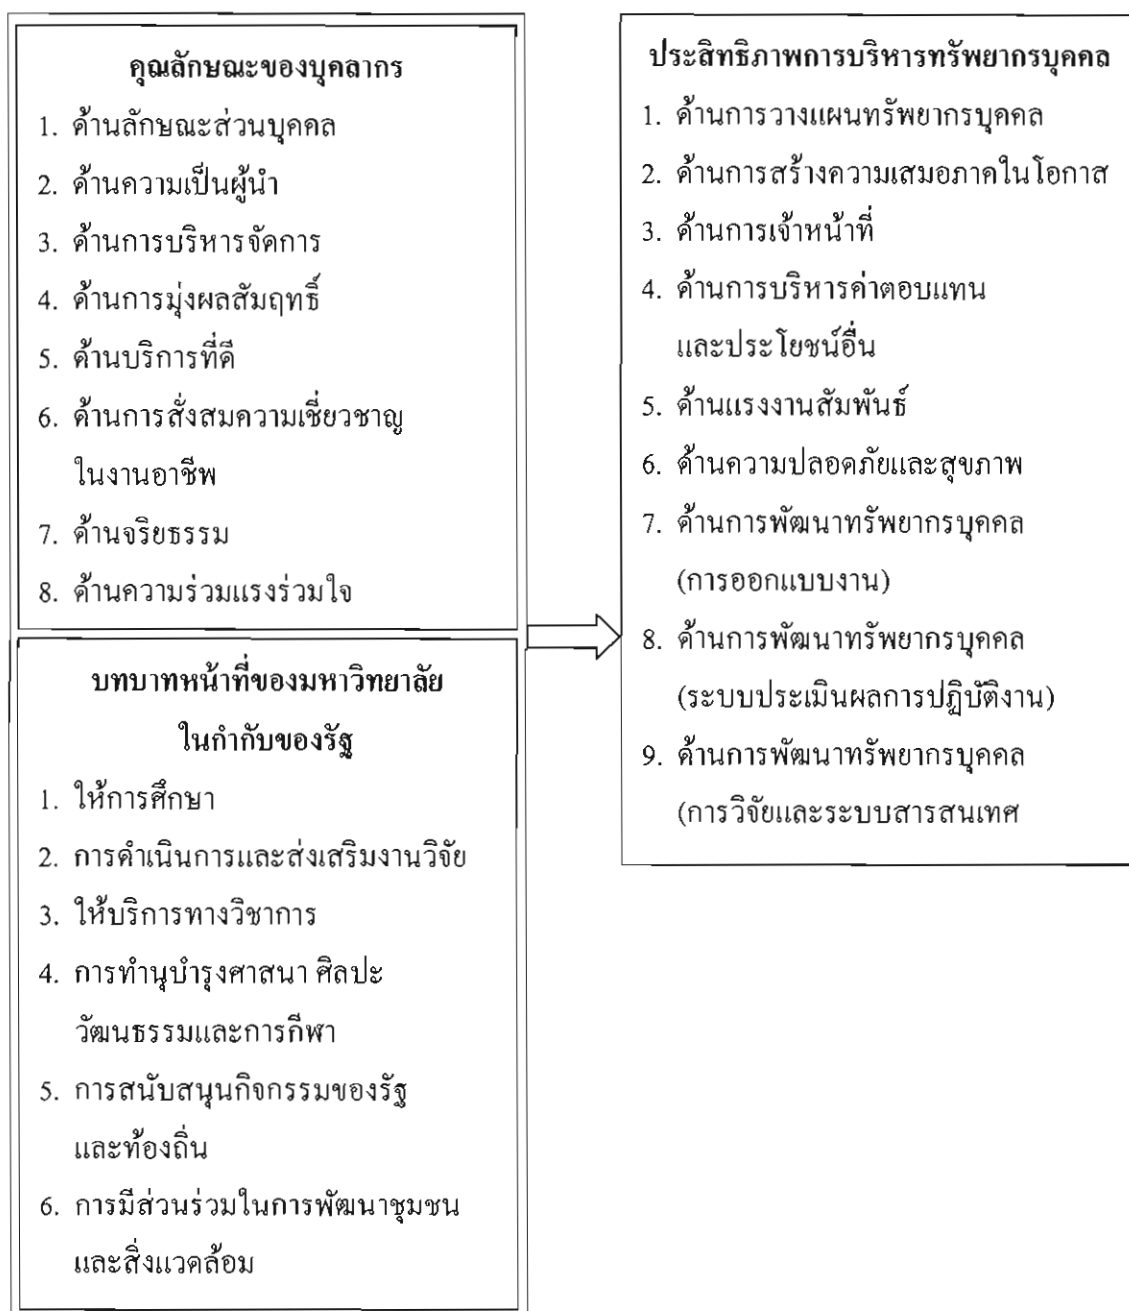 คุณลักษณะของบุคลากร
1. ด้านลักษณะส่วนบุคคล
2. ด้านความเป็นผู้นำ
3. ด้านการบริหารจัดการ
4. ด้านการมุ่งผลสัมฤทธิ์
5. ด้านบริการที่ดี
6. ด้านการสั่งสมความเชี่ยวชาญ
ในงานอาชีพ
7. ด้านจริยธรรม
8. ด้านความร่วมแรงร่วมใจ
บทบาทหน้าที่ของมหาวิทยาลัย
ในกำกับของรัฐ
1. ให้การศึกษา
2. การดำเนินการและส่งเสริมงานวิจัย
3. ให้บริการทางวิชาการ
4. การทำนุบำรุงศาสนา ศิลปะ
วัฒนธรรมและการกีฬา
5. การสนับสนุนกิจกรรมของรัฐ
และท้องถิ่น
6. การมีส่วนร่วมในการพัฒนาชุมชน
และสิ่งแวดล้อม
ประสิทธิภาพการบริหารทรัพยากรบุคคล
1. ด้านการวางแผนทรัพยากรบุคคล
2. ด้านการสร้างความเสมอภาคในโอกาส
3. ด้านการเจ้าหน้าที่
4. ด้านการบริหารค่าตอบแทน
และประโยชน์อื่น
5. ด้านแรงงานสัมพันธ์
6. ด้านความปลอดภัยและสุขภาพ
7. ด้านการพัฒนาทรัพยากรบุคคล
(การออกแบบงาน)
8. ด้านการพัฒนาทรัพยากรบุคคล
(ระบบประเมินผลการปฏิบัติงาน)
9. ด้านการพัฒนาทรัพยากรบุคคล
(การวิจัยและระบบสารสนเทศ